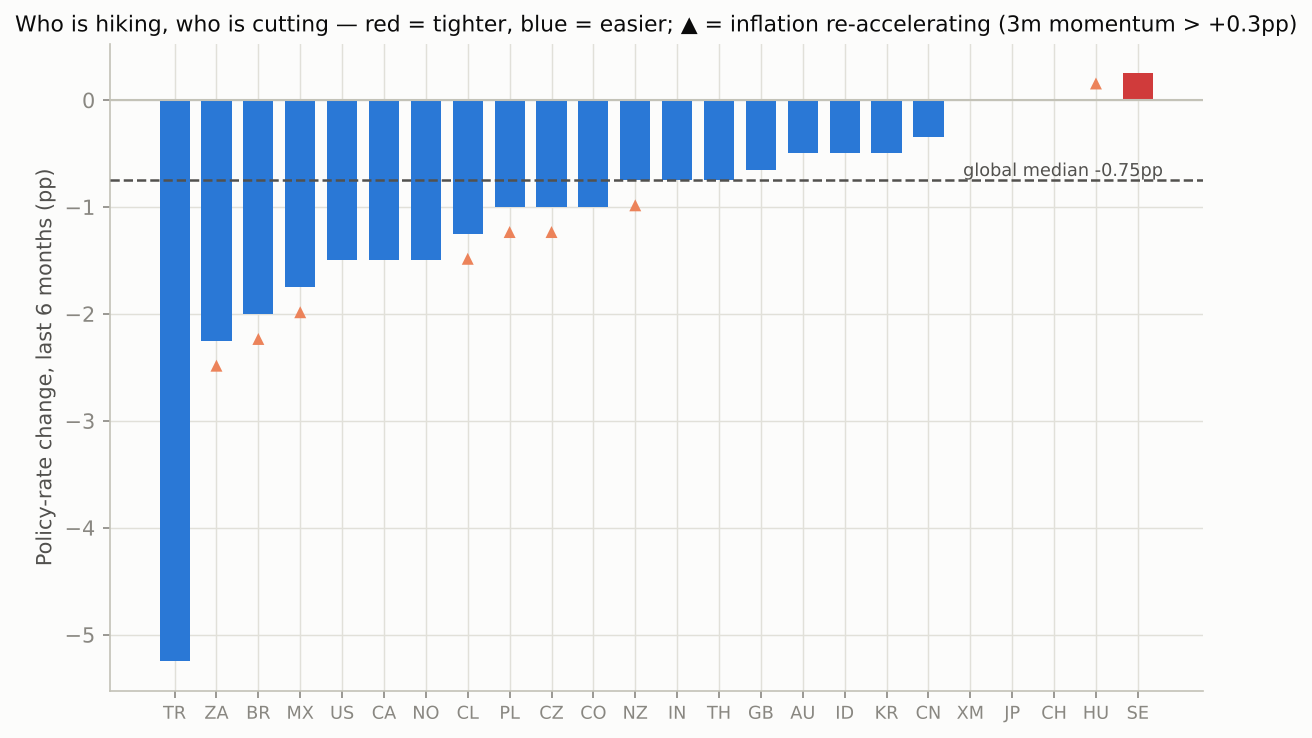 Who is hiking, who is cutting — red = tighter, blue = easier; ▲ = inflation re-accelerating (3m momentum > +0.3pp)
Policy-rate change, last 6 months (pp)
0
−1
−2
−3
−4
−5
global median -0.75pp
TR ZA BR MX US CA NO CL PL CZ CO NZ IN TH GB AU ID KR CN XM JP CH HU SE